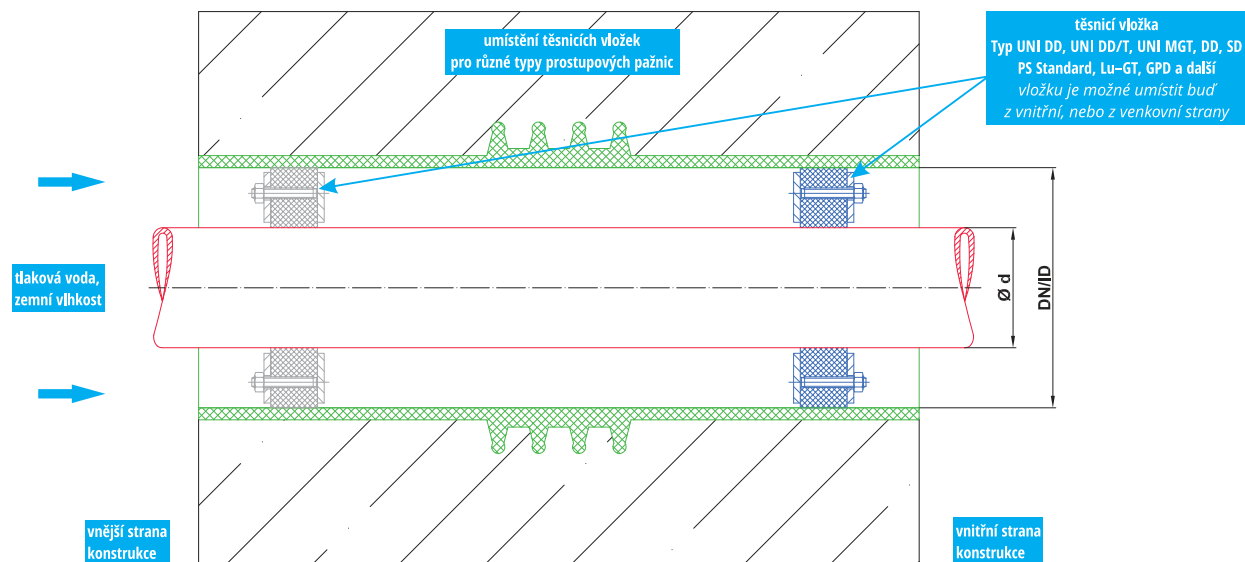 umístění těsnicích vložek
pro různé typy prostupových pažnic
těsnicí vložka
Typ UNI DD, UNI DD/T, UNI MGT, DD, SD
PS Standard, Lu–GT, GPD a další
vložku je možné umístit buď
z vnitřní, nebo z venkovní strany
tlaková voda,
zemní vlhkost
Ø d
DN/ID
vnější strana
konstrukce
vnitřní strana
konstrukce